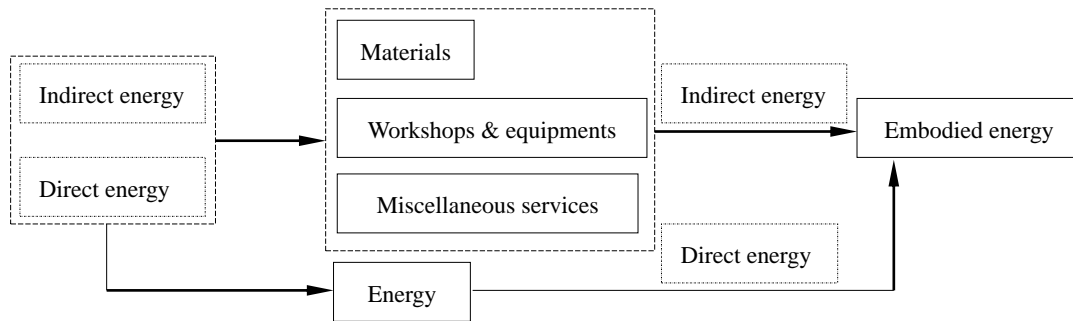 Indirect energy
Direct energy
Materials
Workshops & equipments
Miscellaneous services
Energy
Indirect energy
Direct energy
Embodied energy